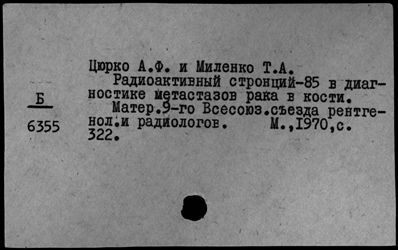 Цюрко А.Ф. и Миленко Т.А.
Радиоактивный стронций-85 в диаг-
ностике метастазов рака в кости.
Б
Матер.9-го Всесоюз.съезда рентге-
6355
нол.и радиологов. М.,1970,с.
322.